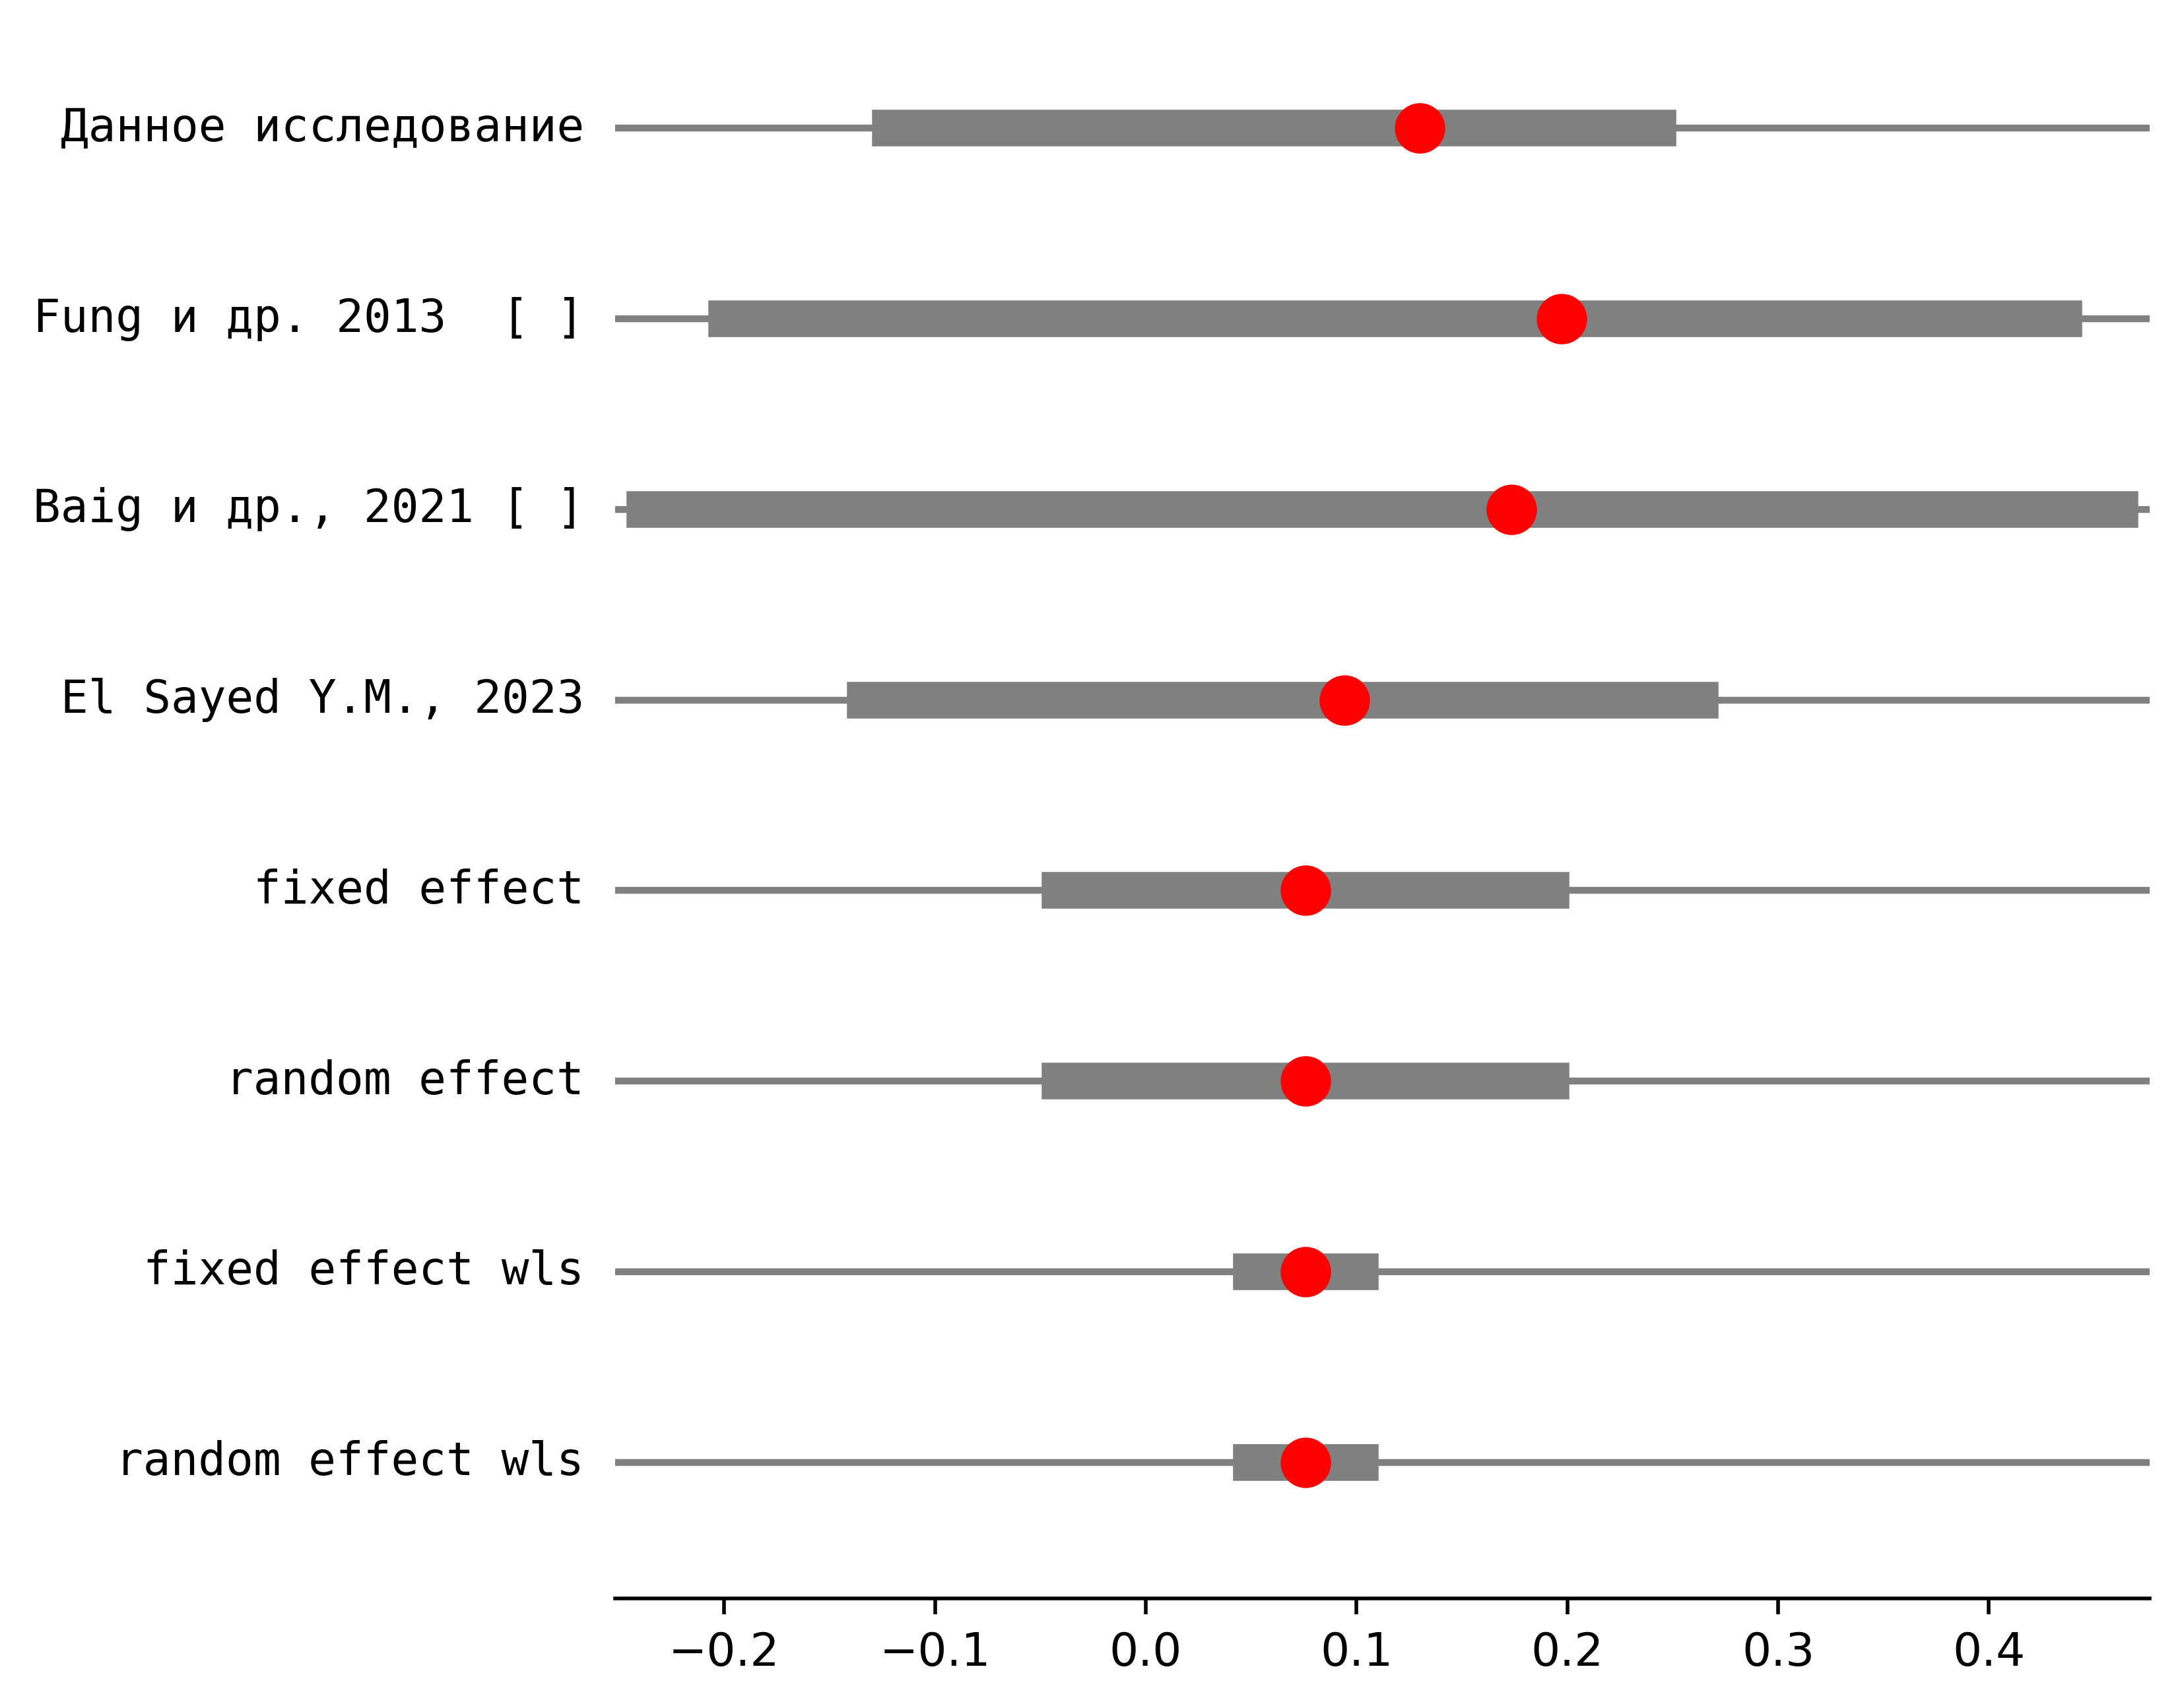 Данное исследование
Fung и др. 2013  [ ]
Baig и др., 2021 [ ]
El Sayed Y.M., 2023
fixed effect
random effect
fixed effect wls
random effect wls
−0.2 −0.1 0.0 0.1 0.2 0.3 0.4